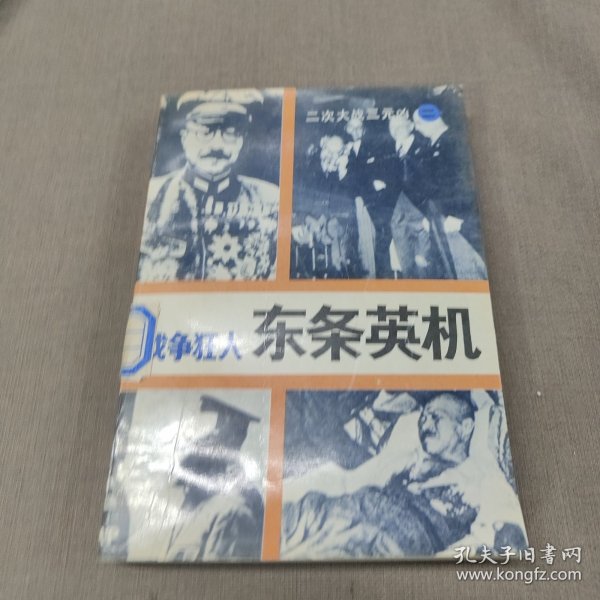 二次大战三元凶 二
战争狂人 东条英机
孔夫子旧书网
www.kongfz.com